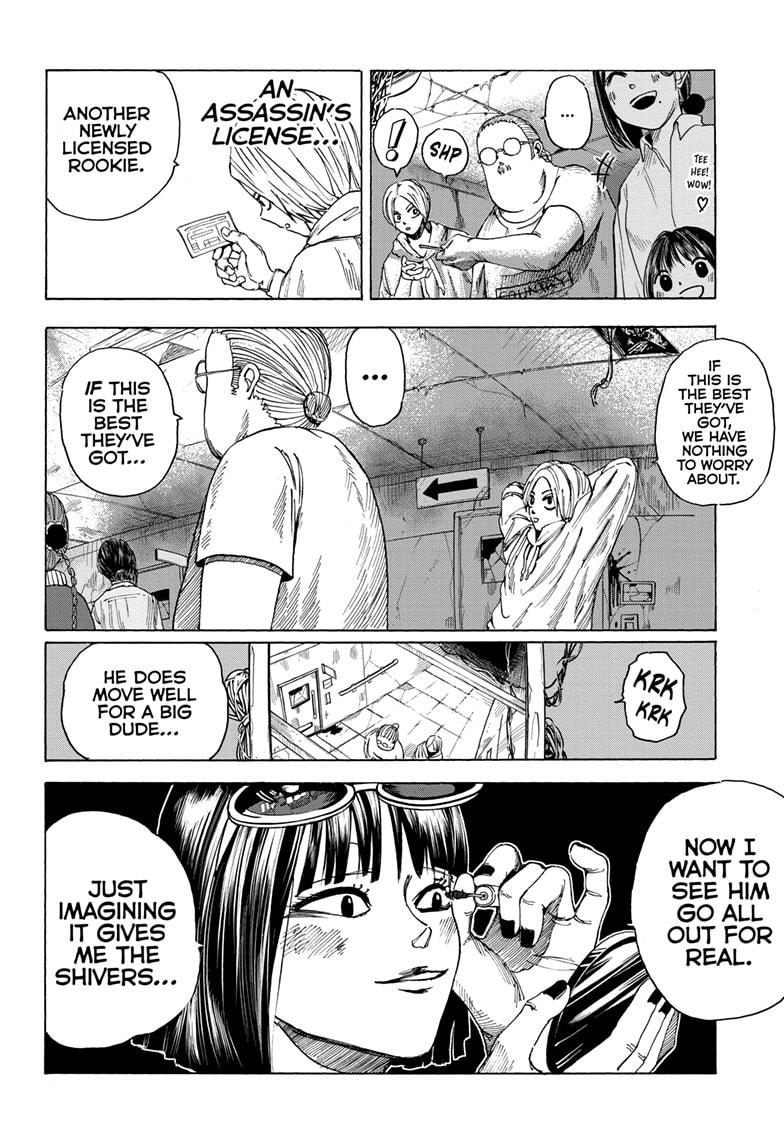 TEE
HEE!
WOW!
♡
...
SHP
!
AN
ASSASSIN'S
LICENSE...
ANOTHER
NEWLY
LICENSED
ROOKIE.
IF
THIS IS
THE BEST
THEY'VE
GOT,
WE HAVE
NOTHING
TO WORRY
ABOUT.
...
IF THIS
IS THE
BEST
THEY'VE
GOT...
KRK
KRK
HE DOES
MOVE WELL
FOR A BIG
DUDE...
NOW I
WANT TO
SEE HIM
GO ALL
OUT FOR
REAL.
JUST
IMAGINING
IT GIVES
ME THE
SHIVERS...